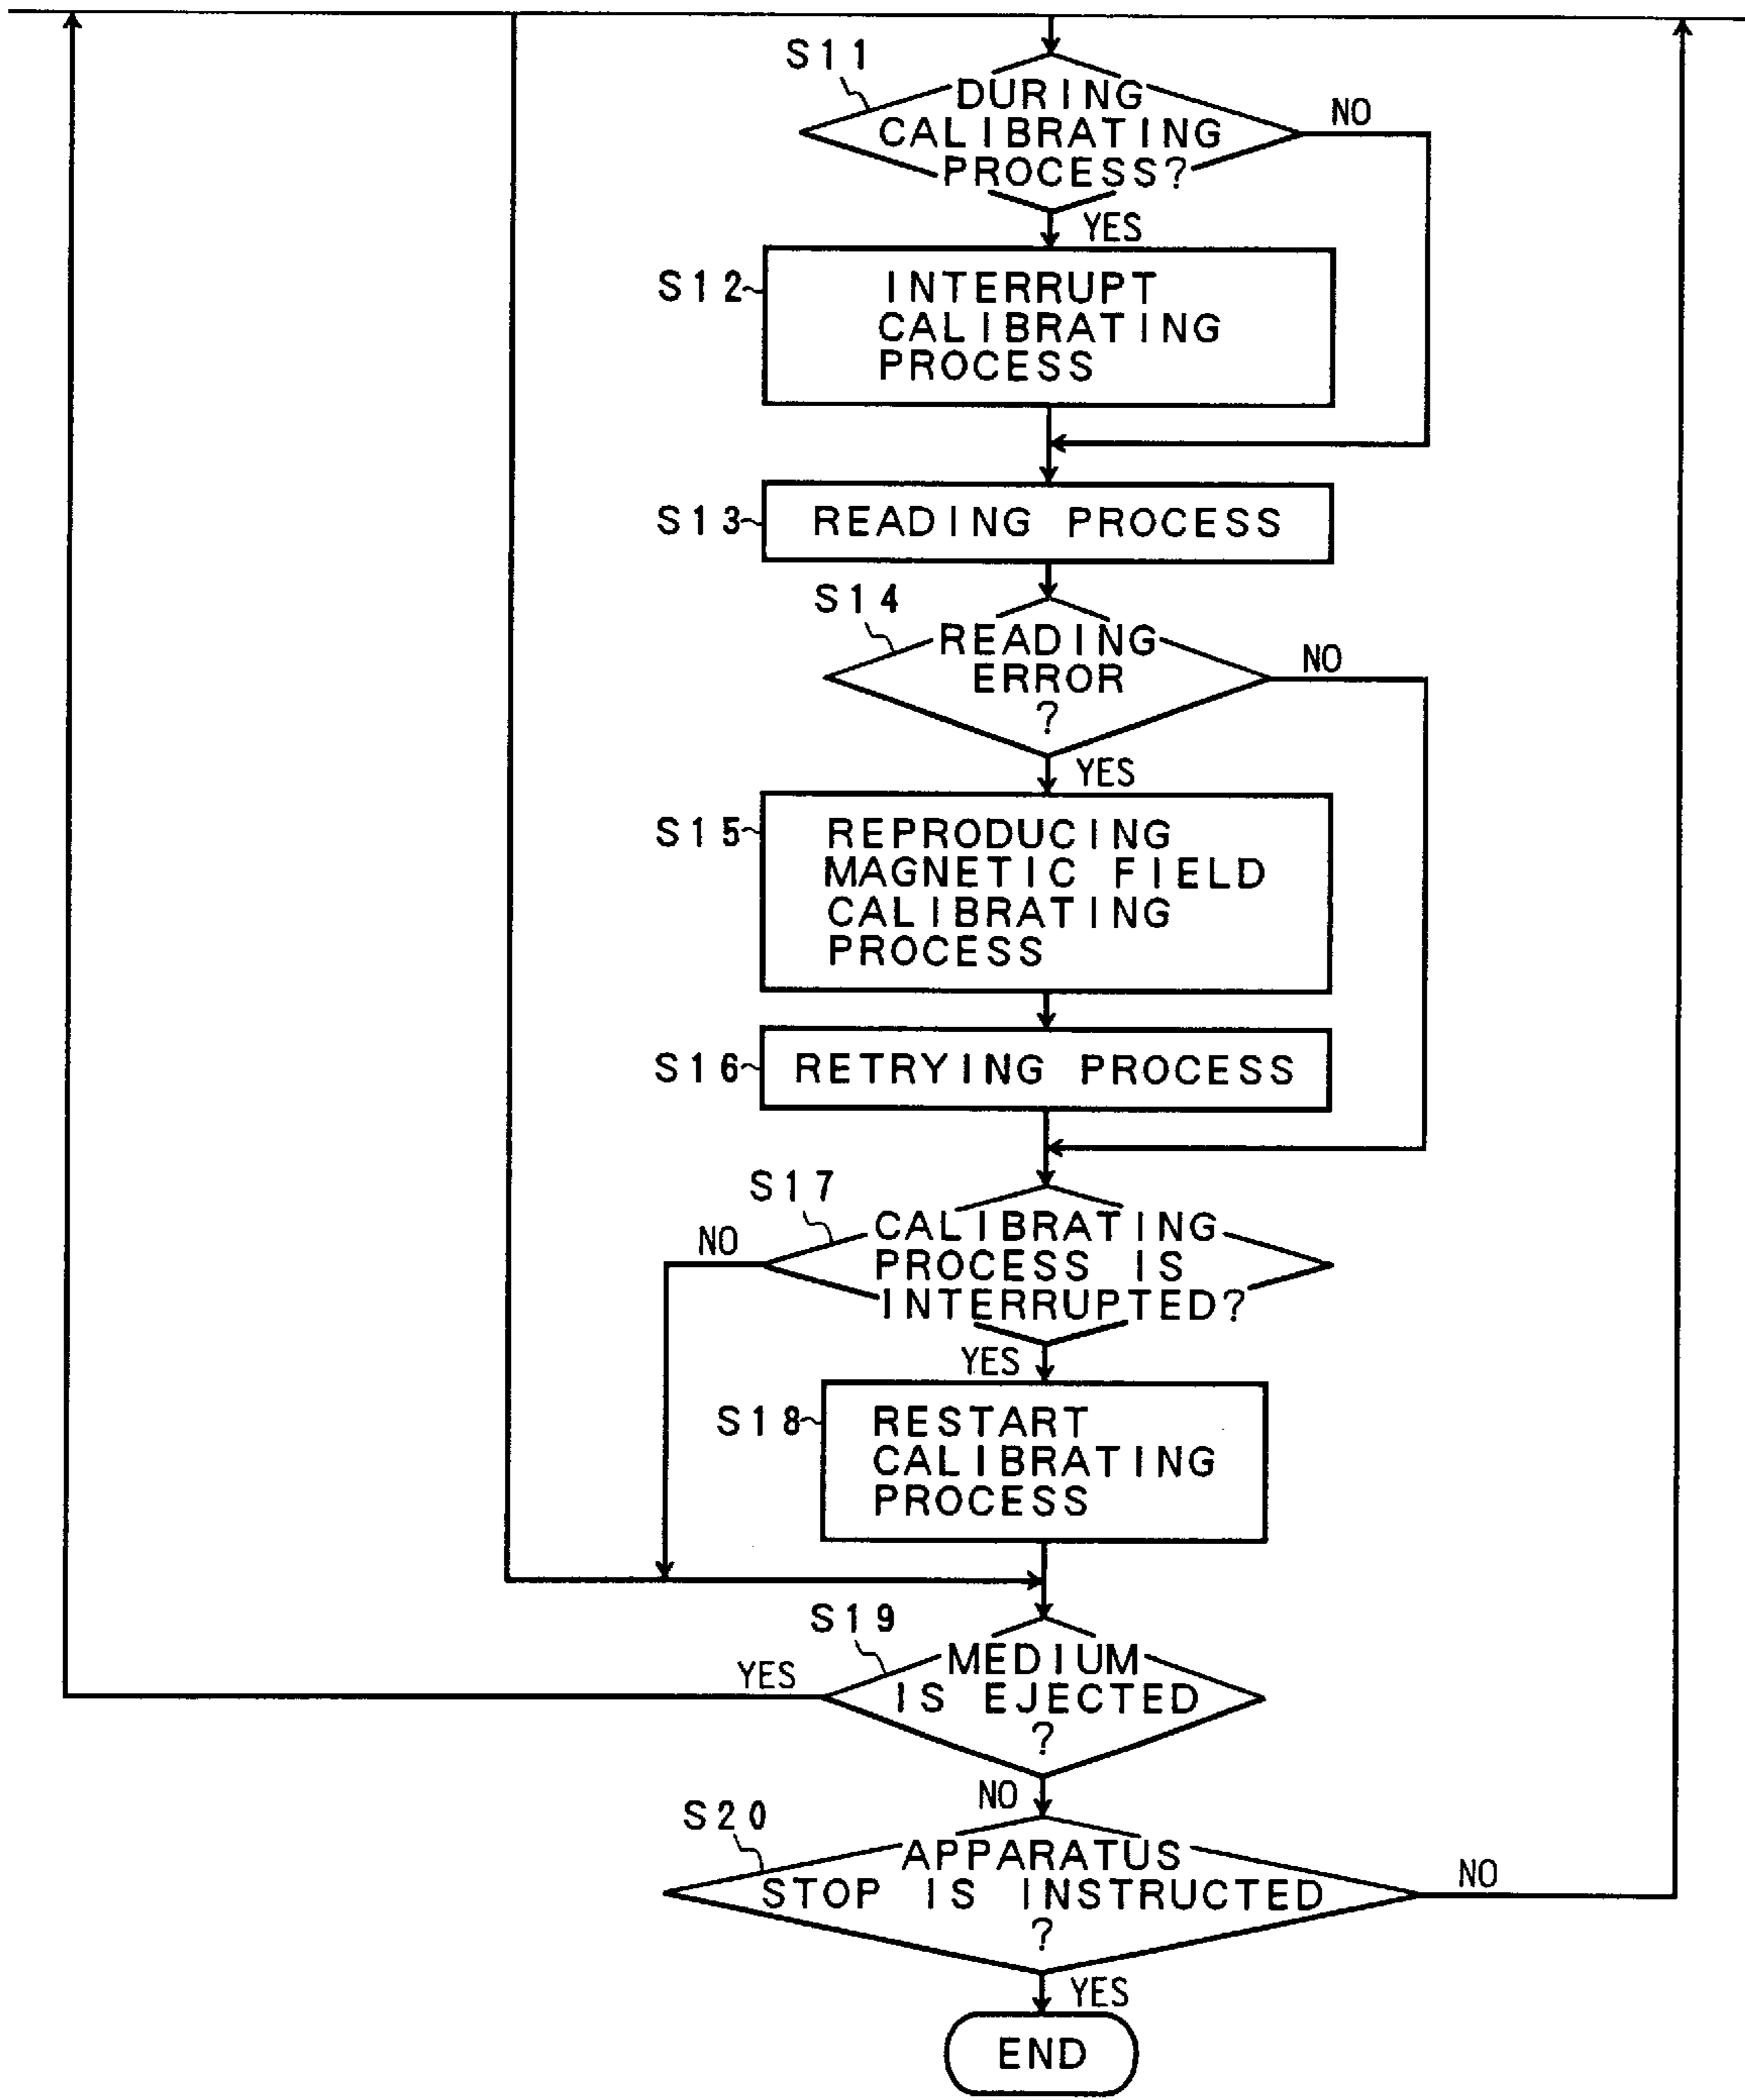 S11
DURING
CALIBRATING
PROCESS?
NO
YES
S12
INTERRUPT
CALIBRATING
PROCESS
S13
READING PROCESS
S14
READING
ERROR
?
NO
YES
S15
REPRODUCING
MAGNETIC FIELD
CALIBRATING
PROCESS
S16
RETRYING PROCESS
S17
CALIBRATING
PROCESS IS
INTERRUPTED?
NO
YES
S18
RESTART
CALIBRATING
PROCESS
S19
MEDIUM
IS EJECTED
?
YES
NO
S20
APPARATUS
STOP IS INSTRUCTED
?
NO
YES
END